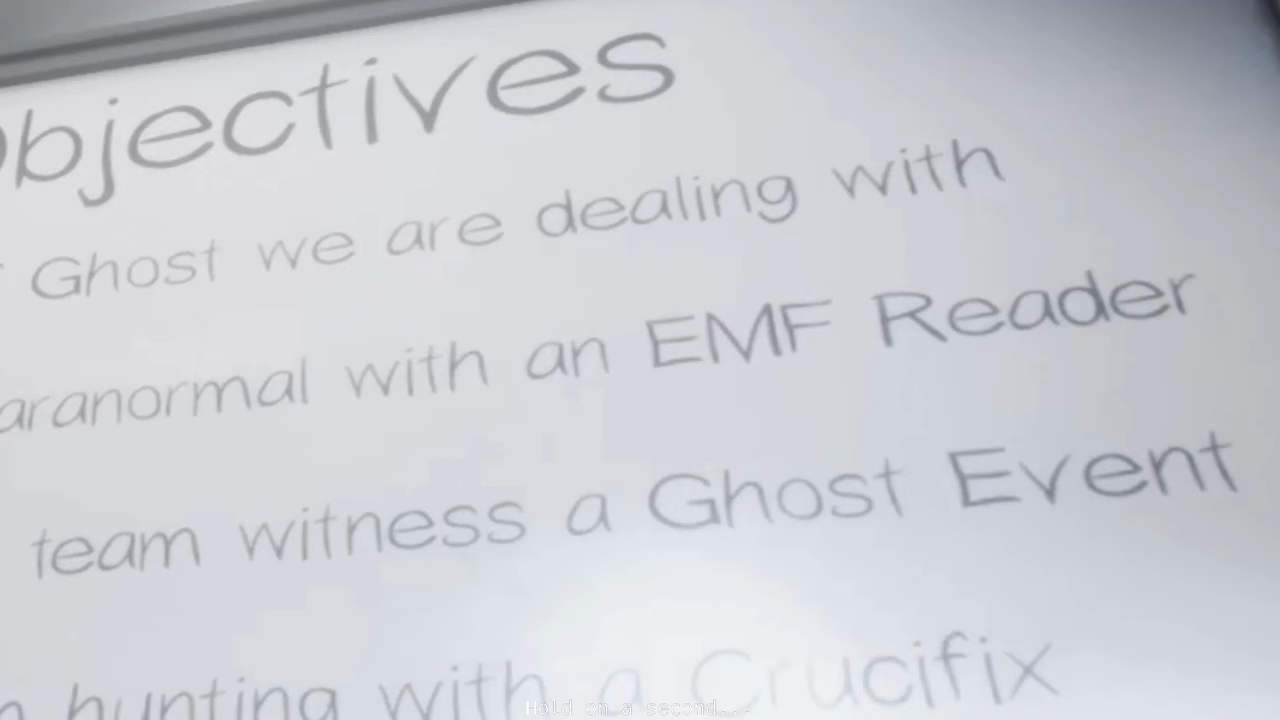 bjectives
Ghost we are dealing with
aranormal with an EMF Reader
team witness a Ghost Event
hunting with a Crucifix
Hold on a second...